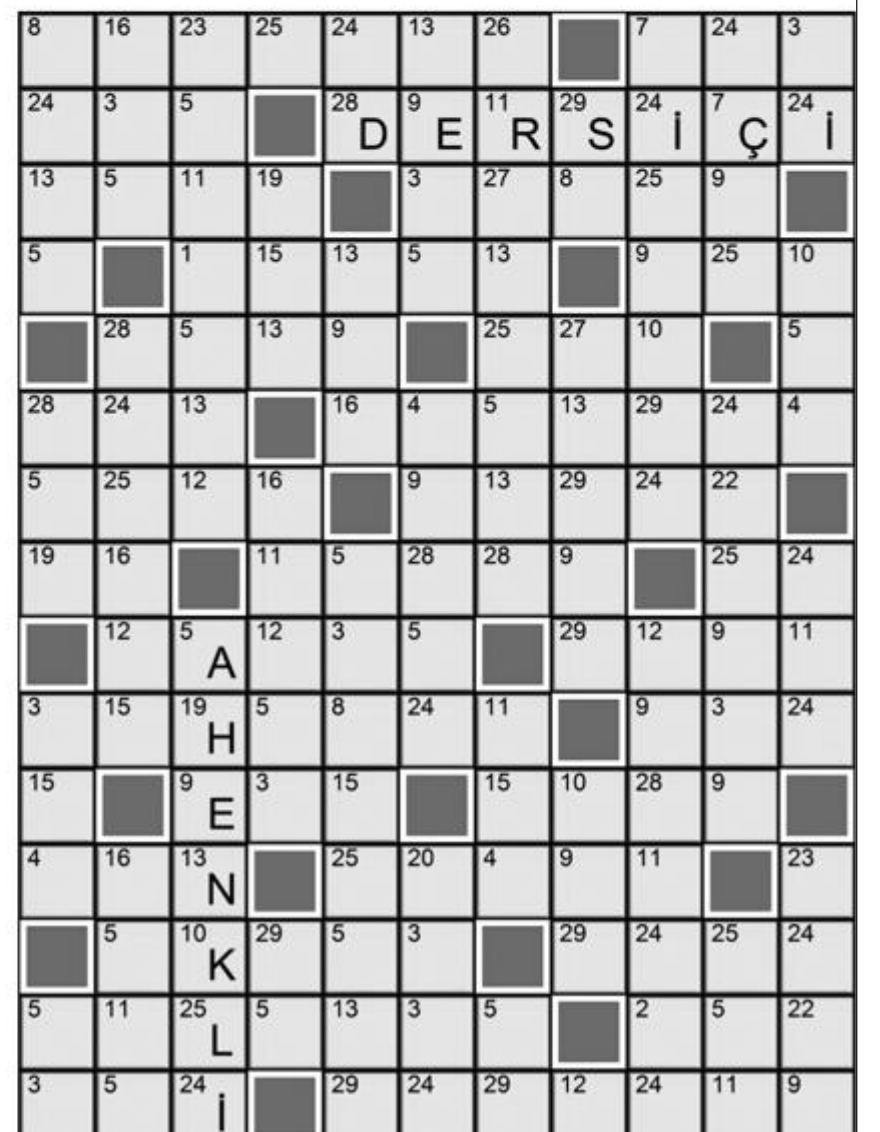 8 16 23 25 24 13 26 7 24 3
24 3 5 28 D 9 E 11 R 29 S 24 İ 7 Ç 24 İ
13 5 11 19 3 27 8 25 9
5 1 15 13 5 13 9 25 10
28 5 13 9 25 27 10 5
28 24 13 16 4 5 13 29 24 4
5 25 12 16 9 13 29 24 22
19 16 11 5 28 28 9 25 24
12 5 A 12 3 5 29 12 9 11
3 15 19 H 5 8 24 11 9 3 24
15 9 E 3 15 15 10 28 9
4 16 13 N 25 20 4 9 11 23
5 10 K 29 5 3 29 24 25 24
5 11 25 L 5 13 3 5 2 5 22
3 5 24 İ 29 24 29 12 24 11 9